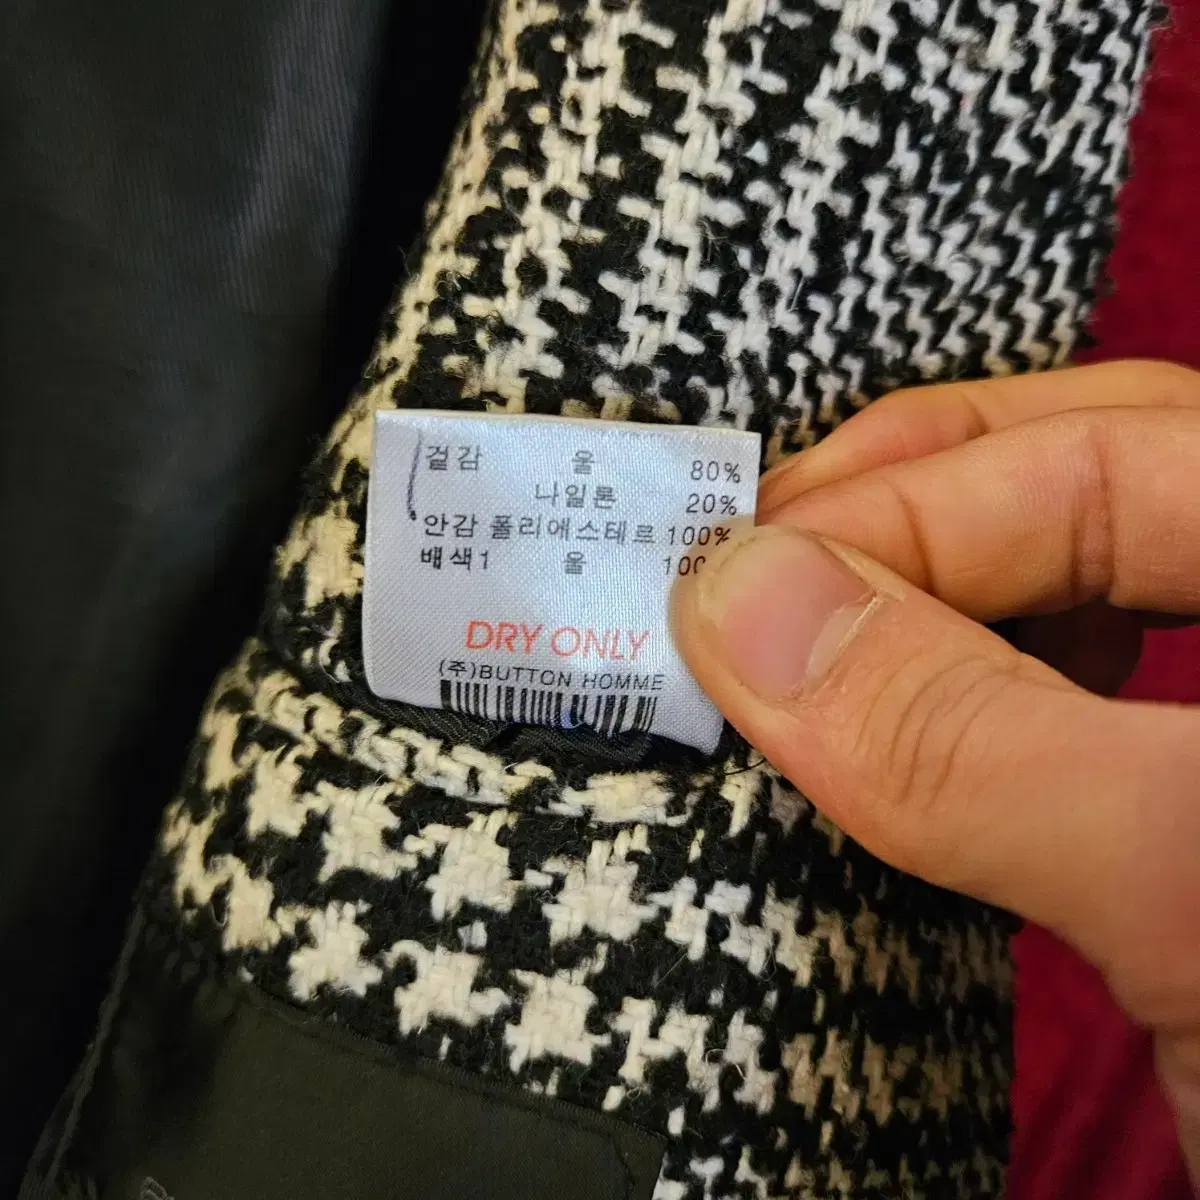 겉감 울 80%
나일론 20%
안감 폴리에스테르 100%
배색1 울
DRY ONLY
(주)BUTTON HOMME